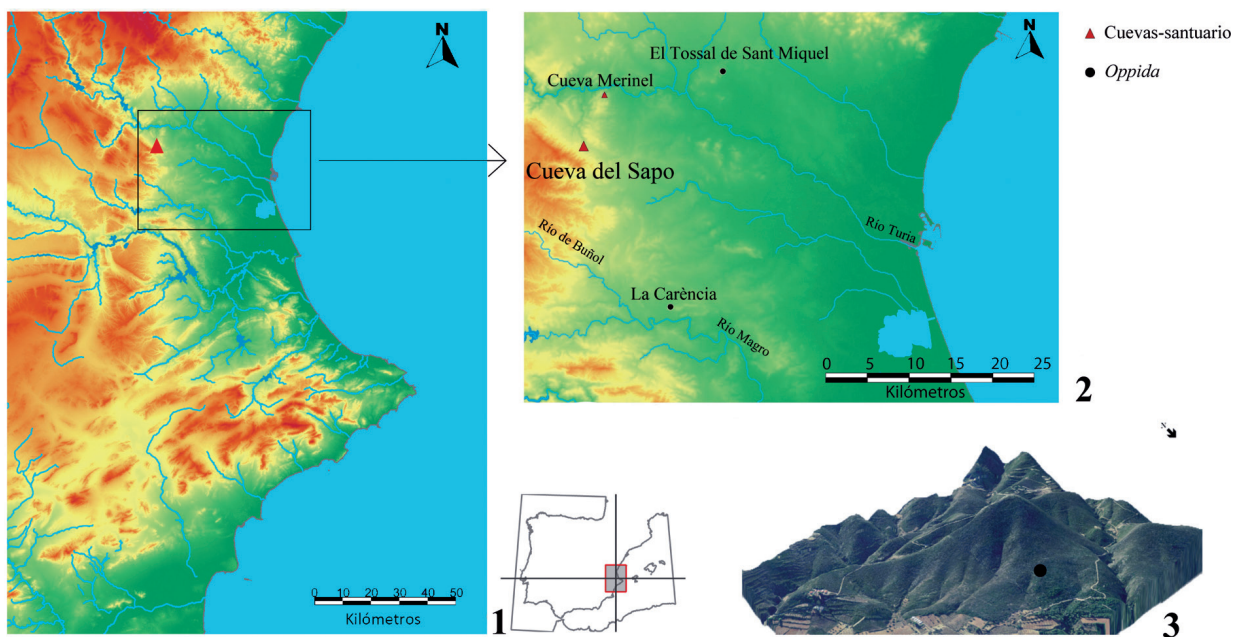 N
0 10 20 30 40 50
Kilómetros
1
N
El Tossal de Sant Miquel
Cueva Merinel
Cueva del Sapo
Río Turia
Río de Buñol
La Carència
Río Magro
0 5 10 15 20 25
Kilómetros
2
Cuevas-santuario
Oppida
N
3